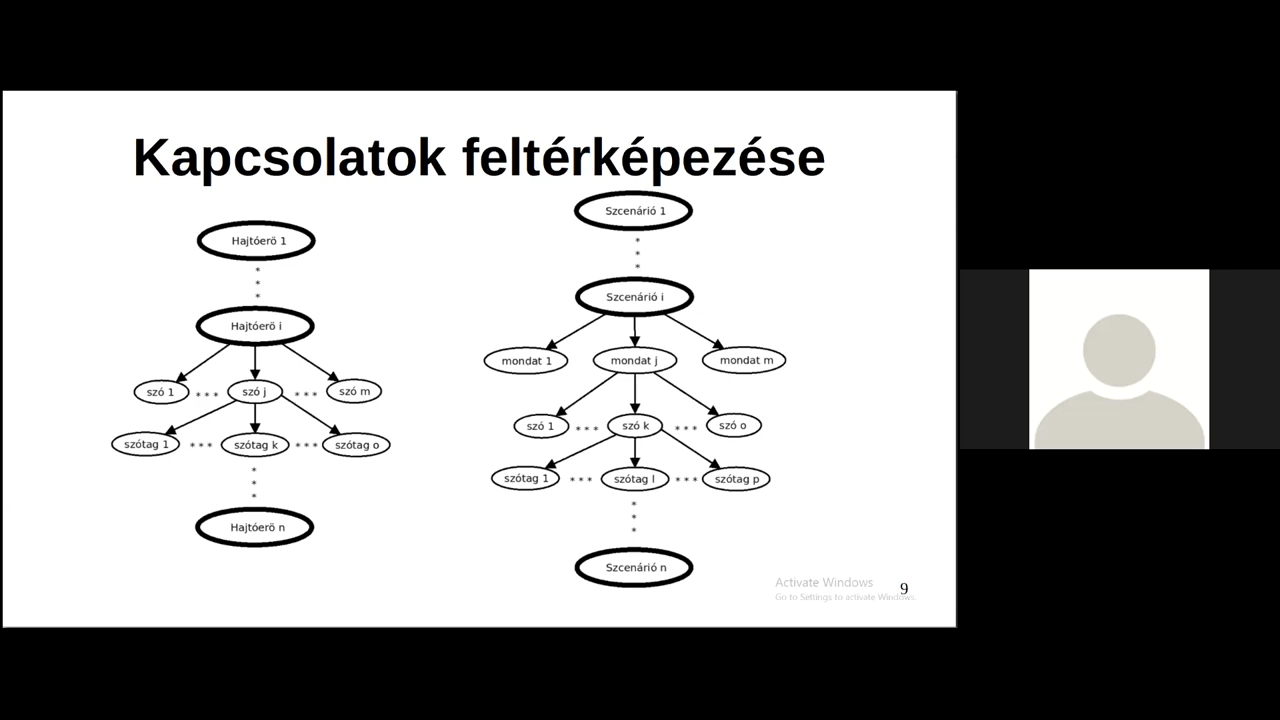 Kapcsolatok feltérképezése
Hajtóerö 1
*
*
*
Hajtóerö i
szó 1 * * * szó j * * * szó m
szótag 1 * * * szótag k * * * szótag o
*
*
*
Hajtóerö n
Szcenárió 1
*
*
*
Szcenárió i
mondat 1 mondat j mondat m
szó 1 * * * szó k * * * szó o
szótag 1 * * * szótag l * * * szótag p
*
*
*
Szcenárió n
Activate Windows
Go to Settings to activate Windows.
9